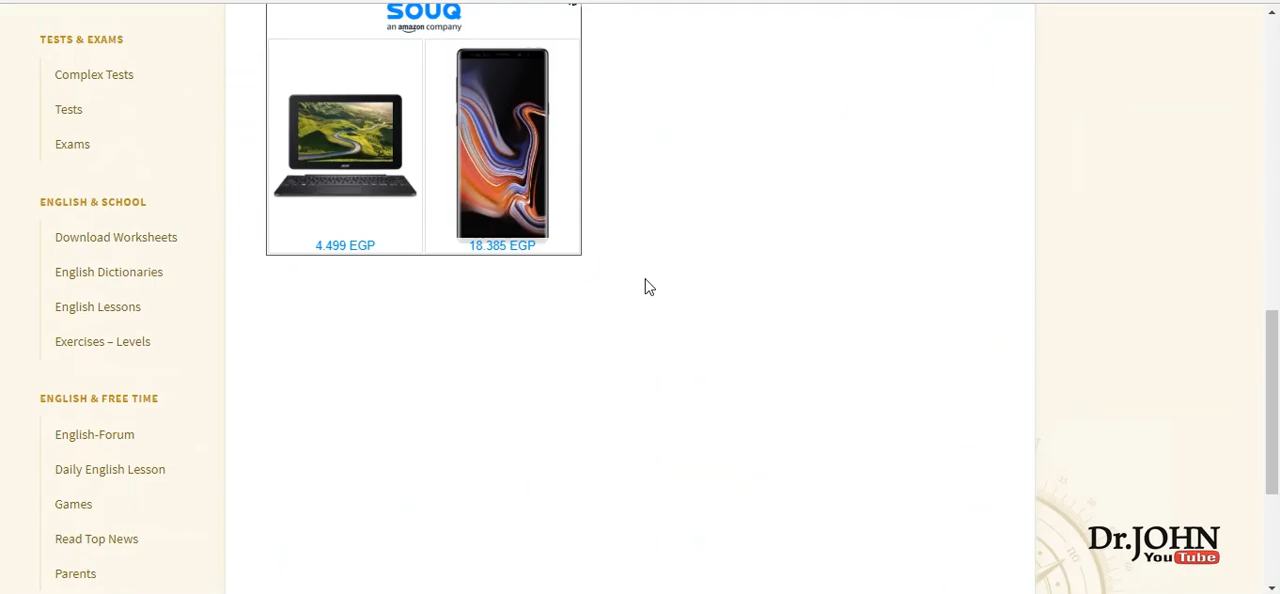 TESTS & EXAMS
Complex Tests
Tests
Exams
ENGLISH & SCHOOL
Download Worksheets
English Dictionaries
English Lessons
Exercises – Levels
ENGLISH & FREE TIME
English-Forum
Daily English Lesson
Games
Read Top News
Parents
SOUQ
an amazon company
acer
4.499 EGP
18.385 EGP
Dr.JOHN
YouTube